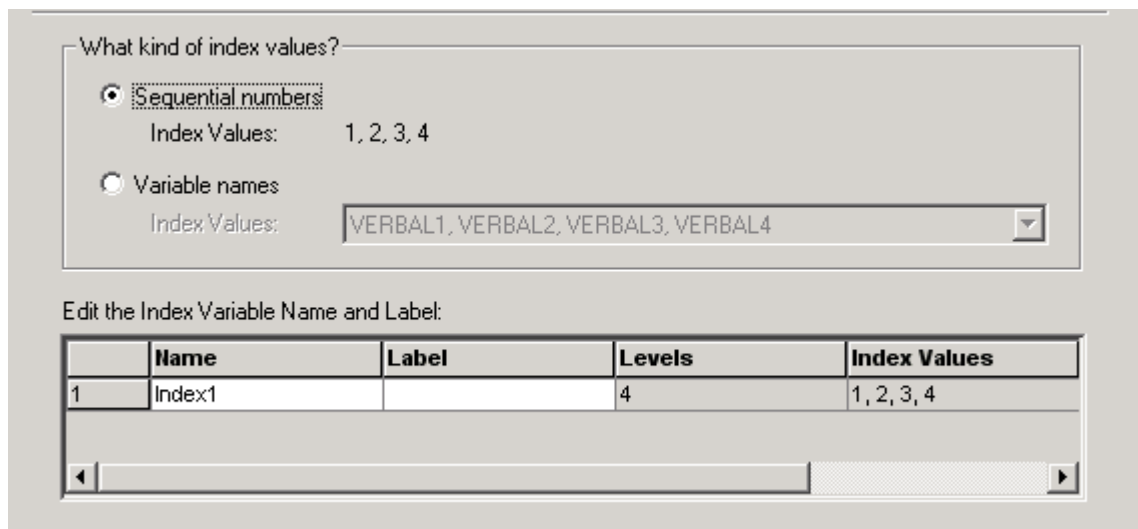 What kind of index values?
Sequential numbers
Index Values: 1, 2, 3, 4
Variable names
Index Values: VERBAL1, VERBAL2, VERBAL3, VERBAL4
Edit the Index Variable Name and Label:
Name Label Levels Index Values
1 Index1 4 1, 2, 3, 4